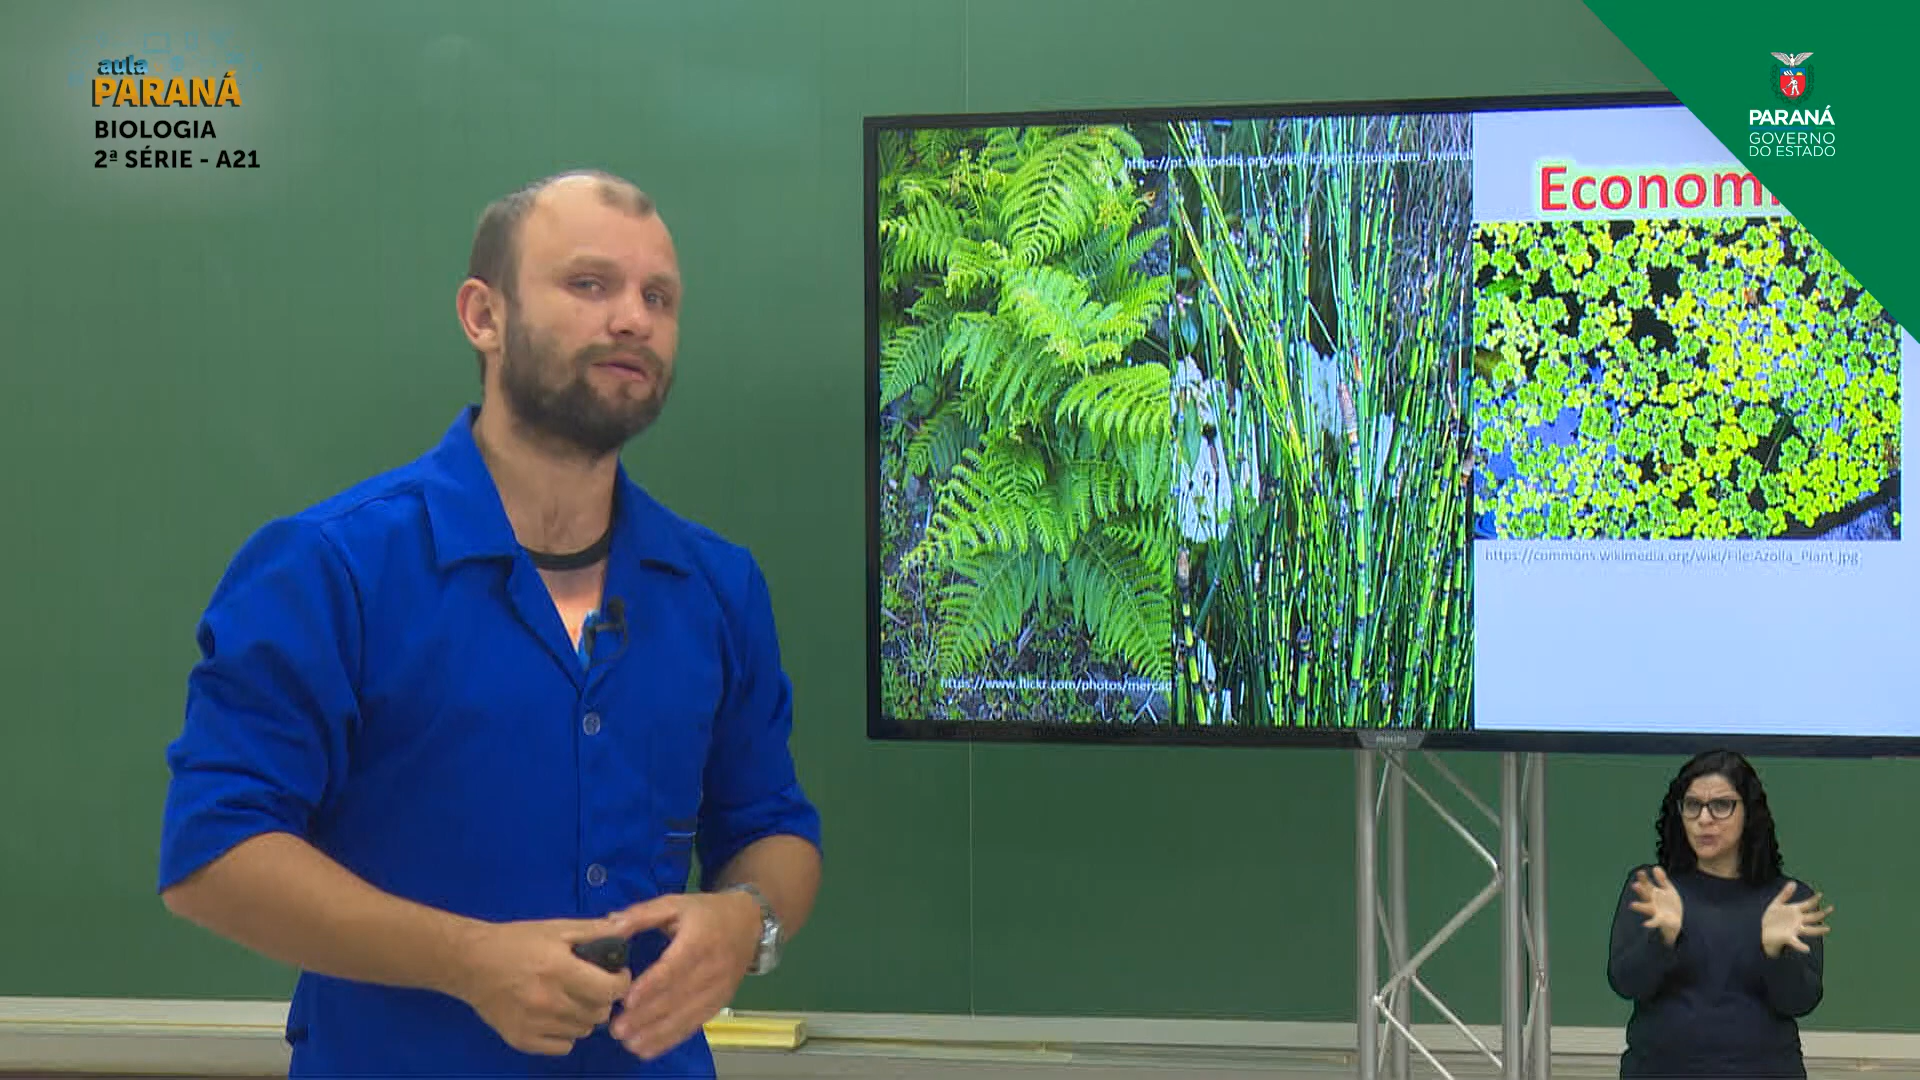 aula
PARANÁ
BIOLOGIA
2ª SÉRIE - A21
PARANÁ
GOVERNO
DO ESTADO
https://pt.wikipedia.org/wiki/Ficheiro:Equisetum_hyemal
Econom
https://commons.wikimedia.org/wiki/File:Azolla_Plant.jpg
https://www.flickr.com/photos/mercad
PHILIPS